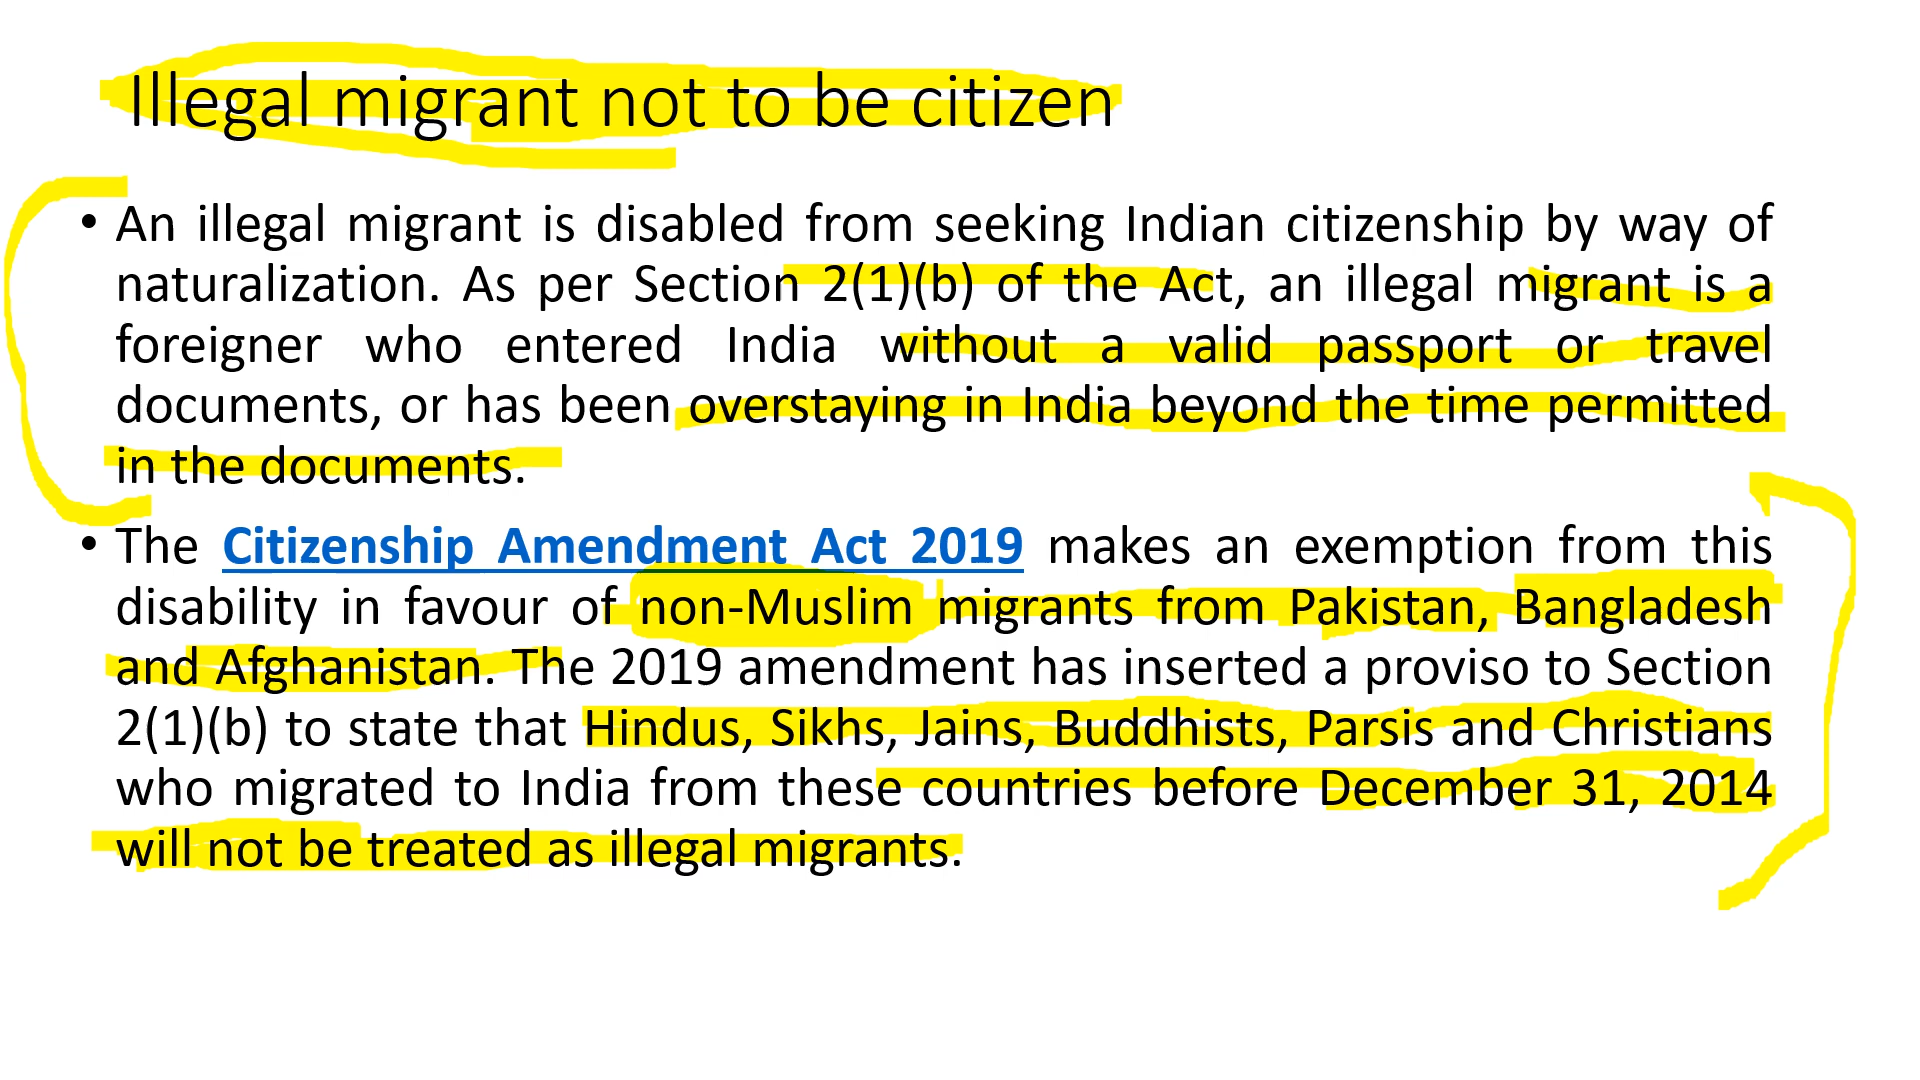 Illegal migrant not to be citizen
• An illegal migrant is disabled from seeking Indian citizenship by way of
naturalization. As per Section 2(1)(b) of the Act, an illegal migrant is a
foreigner who entered India without a valid passport or travel
documents, or has been overstaying in India beyond the time permitted
in the documents.
• The Citizenship Amendment Act 2019 makes an exemption from this
disability in favour of non-Muslim migrants from Pakistan, Bangladesh
and Afghanistan. The 2019 amendment has inserted a proviso to Section
2(1)(b) to state that Hindus, Sikhs, Jains, Buddhists, Parsis and Christians
who migrated to India from these countries before December 31, 2014
will not be treated as illegal migrants.